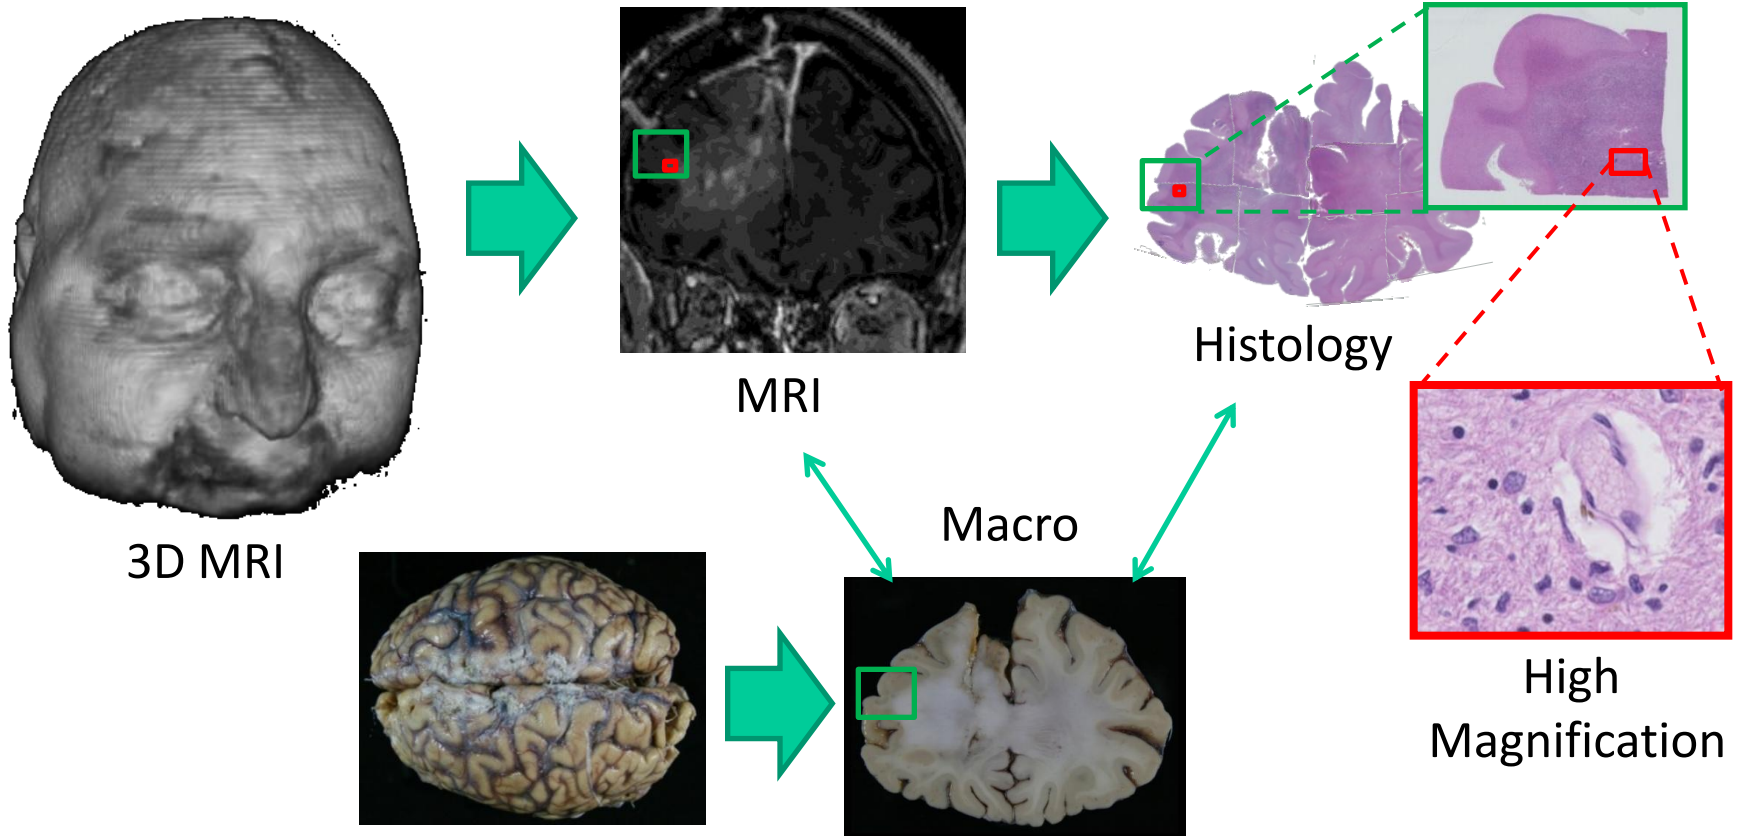 3D MRI
MRI
Histology
Macro
High
Magnification